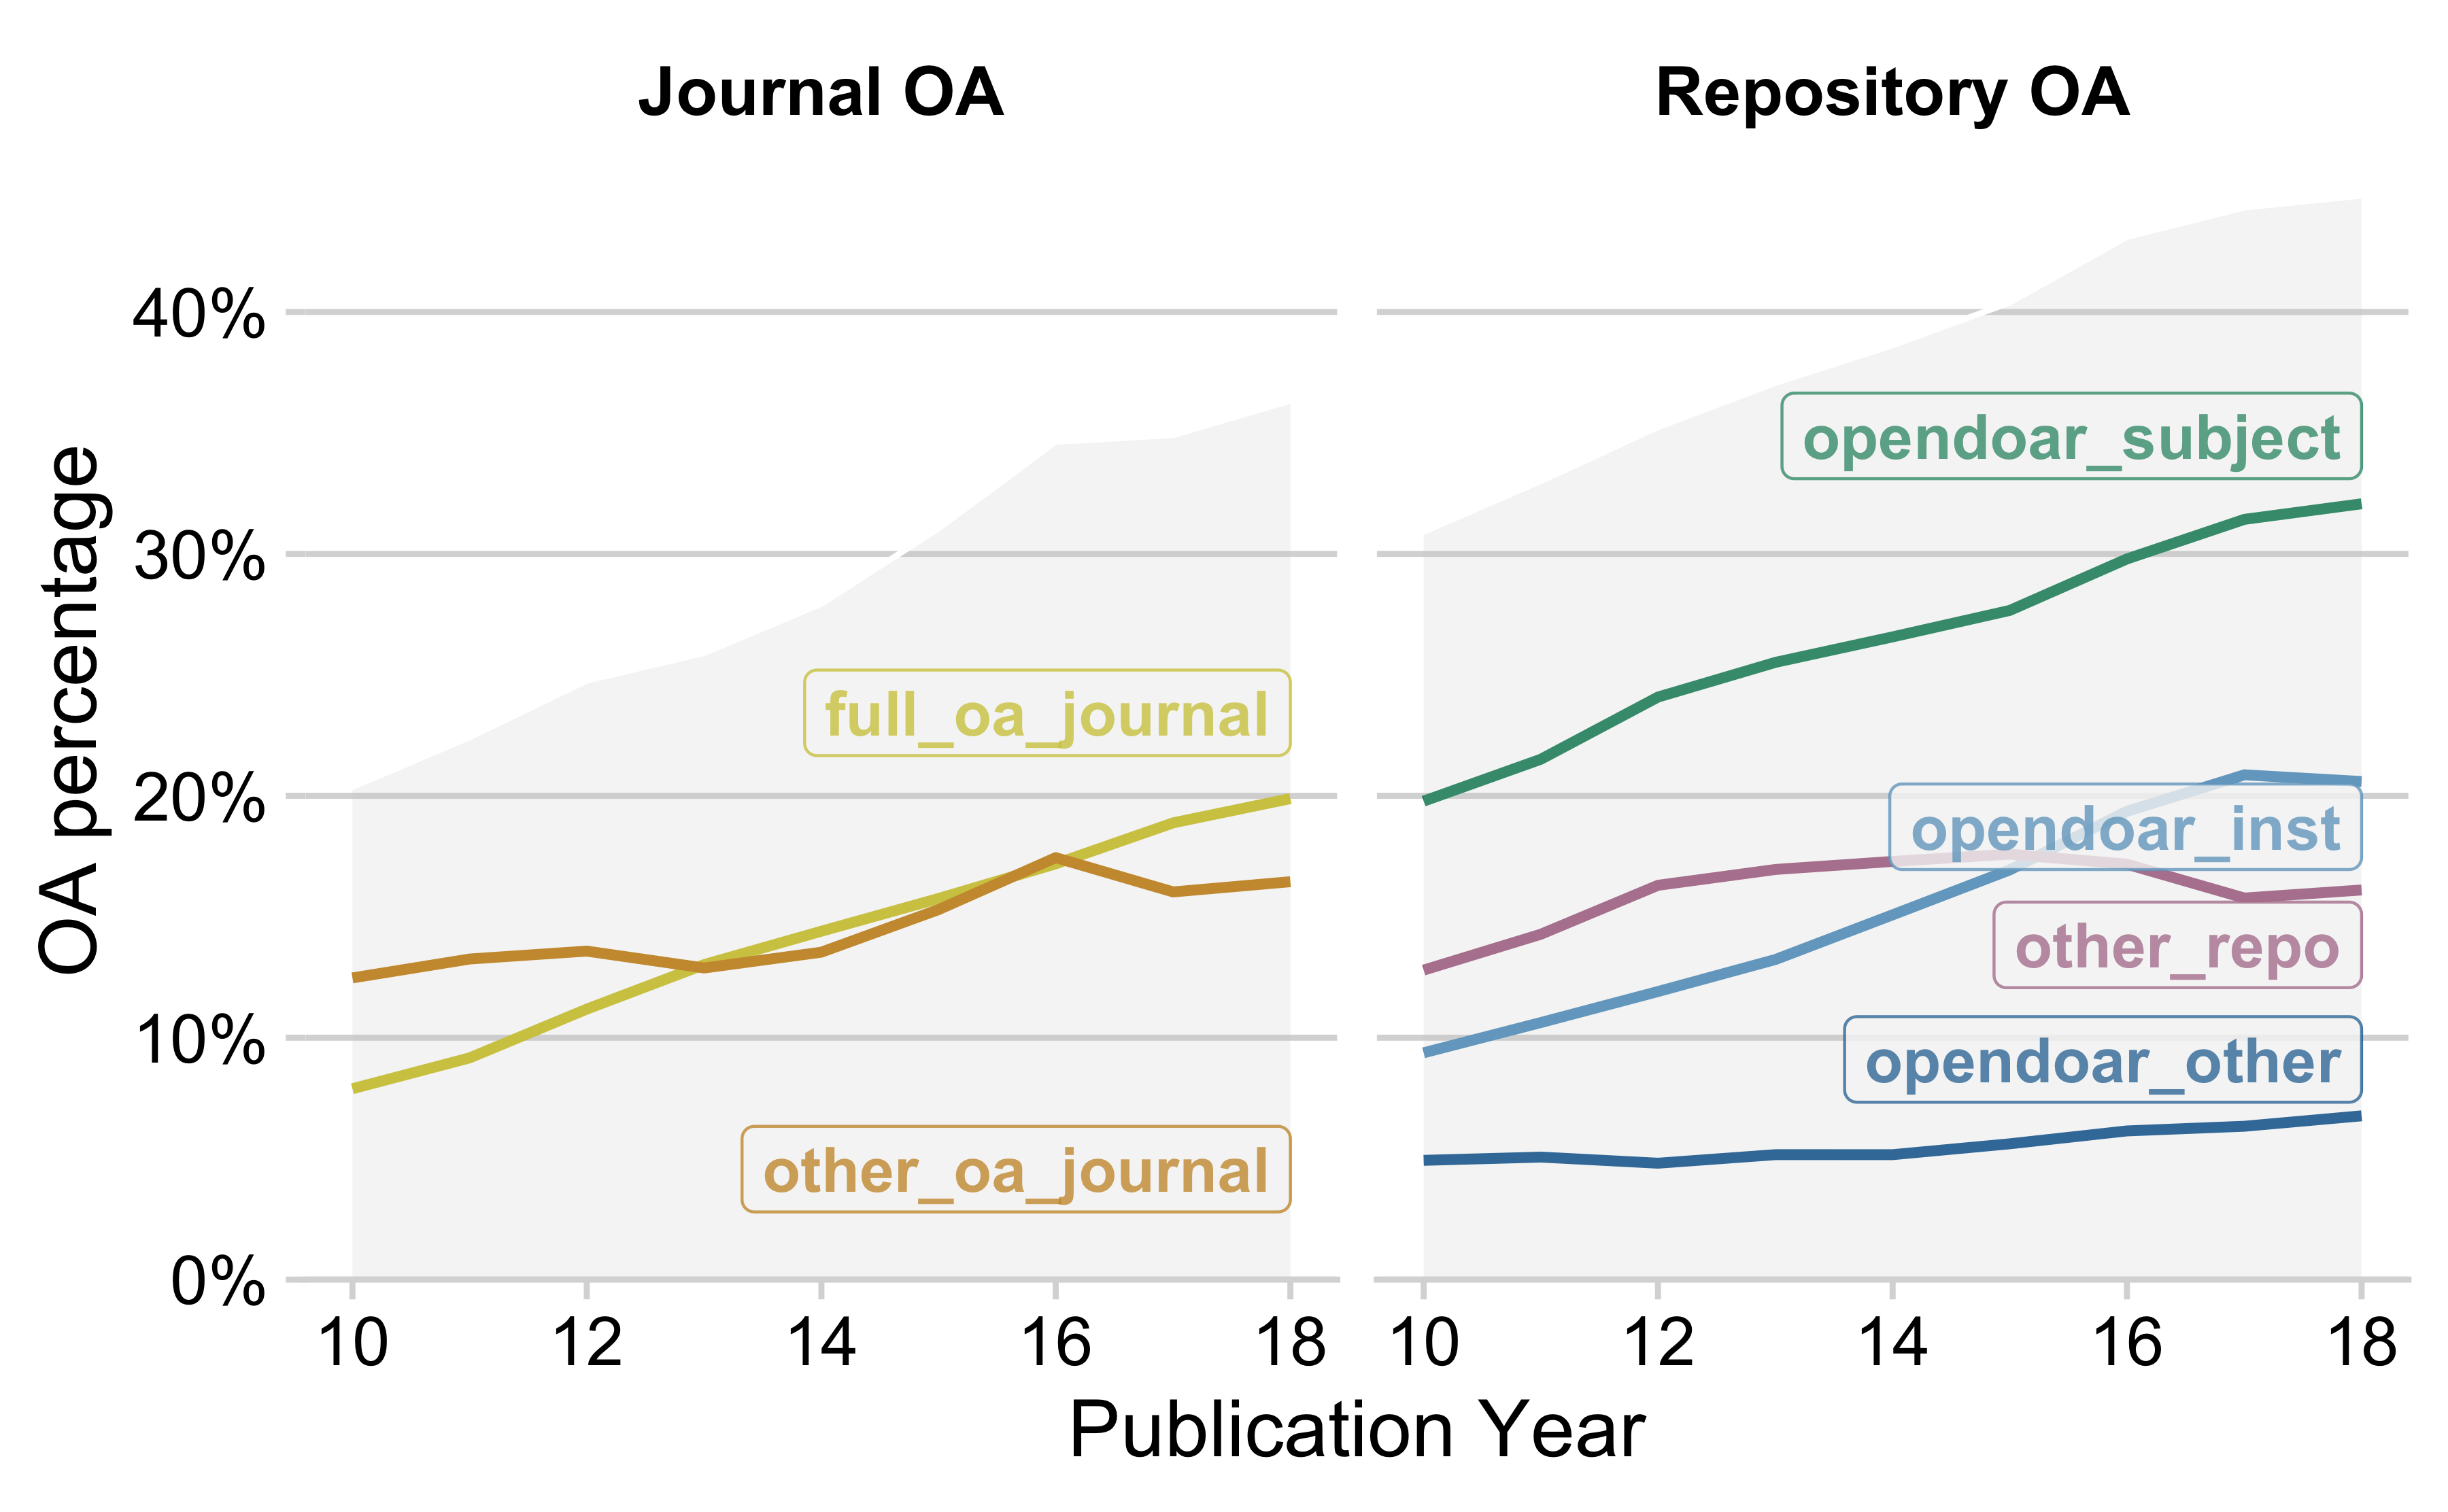 Journal OA
Repository OA
OA percentage
40%
30%
20%
10%
0%
full_oa_journal
other_oa_journal
opendoar_subject
opendoar_inst
other_repo
opendoar_other
10 12 14 16 18
10 12 14 16 18
Publication Year